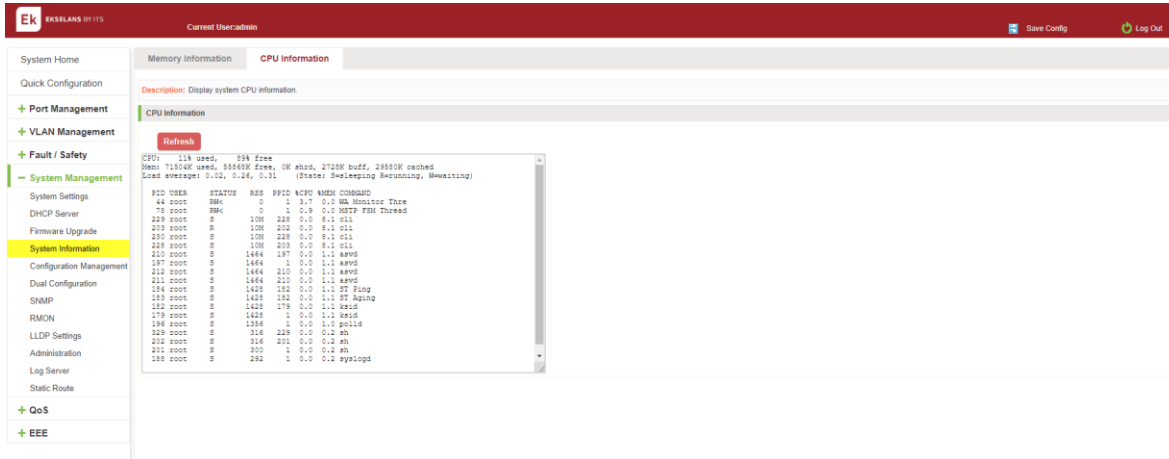 Ek EKSELANS BY ITS
Current User:admin
Save Config
Log Out
System Home
Quick Configuration
+ Port Management
+ VLAN Management
+ Fault / Safety
− System Management
System Settings
DHCP Server
Firmware Upgrade
System Information
Configuration Management
Dual Configuration
SNMP
RMON
LLDP Settings
Administration
Log Server
Static Route
+ QoS
+ EEE
Memory Information CPU Information
Description: Display system CPU information.
CPU Information
Refresh
CPU: 11% used, 89% free
Mem: 71504K used, 55868K free, 0K shrd, 2728K buff, 29580K cached
Load average: 0.02, 0.26, 0.31 (State: S=sleeping R=running, W=waiting)
PID USER STATUS RSS PPID %CPU %MEM COMMAND
44 root RW< 0 1 3.7 0.0 WA Monitor Thre
78 root RW< 0 1 0.9 0.0 MSTP FSM Thread
229 root S 10M 228 0.0 8.1 cli
203 root R 10M 202 0.0 8.1 cli
230 root S 10M 228 0.0 8.1 cli
228 root S 10M 203 0.0 8.1 cli
210 root S 1464 197 0.0 1.1 asvd
197 root S 1464 1 0.0 1.1 asvd
212 root S 1464 210 0.0 1.1 asvd
211 root S 1464 210 0.0 1.1 asvd
184 root S 1428 182 0.0 1.1 ST Ping
183 root S 1428 182 0.0 1.1 ST Aging
182 root S 1428 179 0.0 1.1 ksid
179 root S 1428 1 0.0 1.1 ksid
196 root S 1356 1 0.0 1.0 polld
329 root S 316 229 0.0 0.2 sh
202 root S 316 201 0.0 0.2 sh
201 root S 300 1 0.0 0.2 sh
188 root S 292 1 0.0 0.2 syslogd